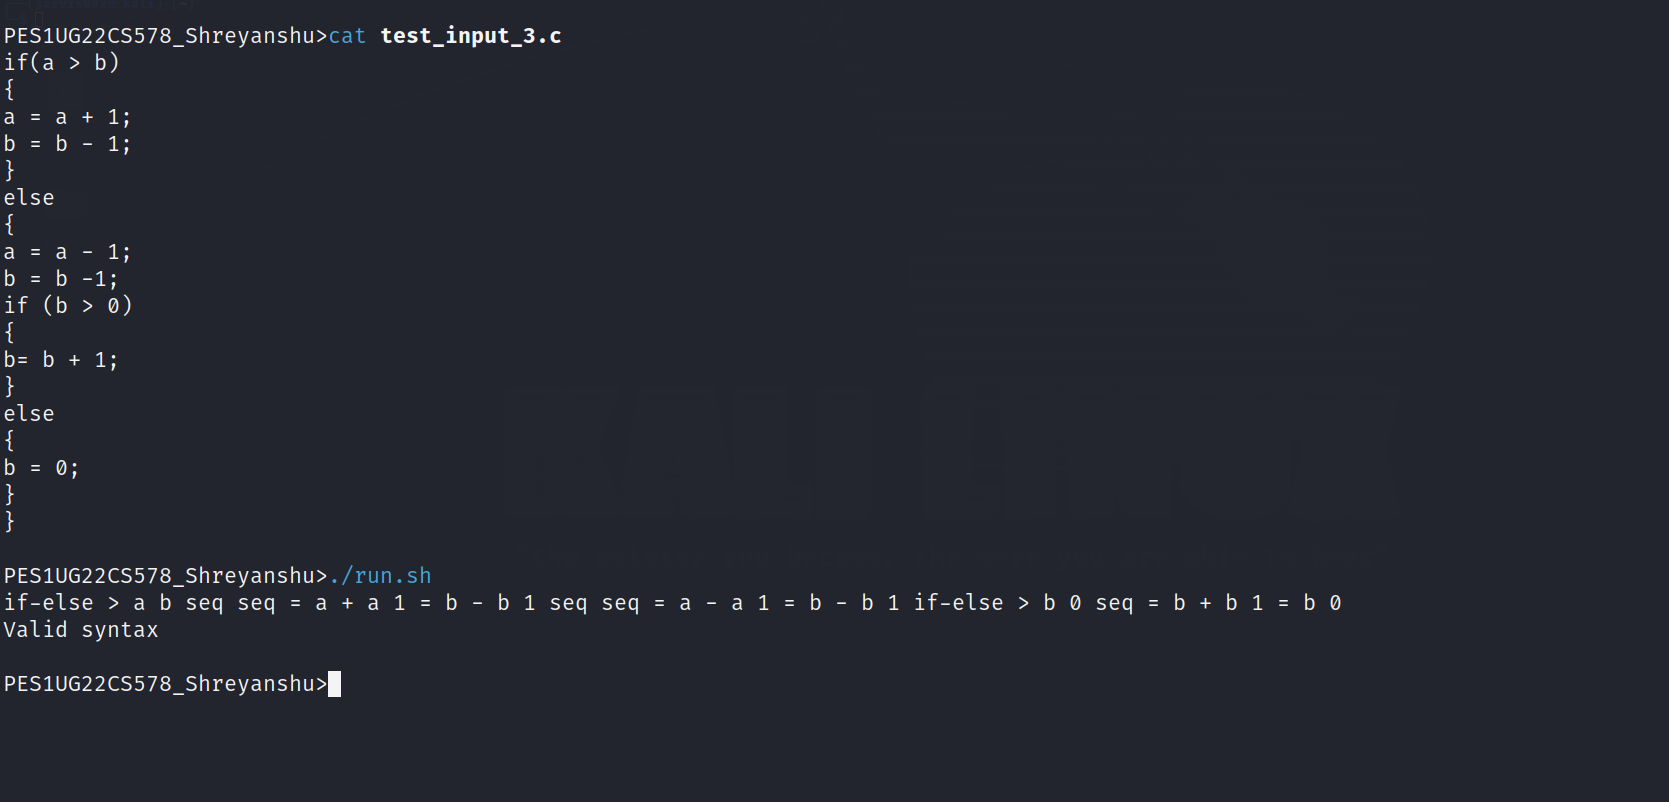 PES1UG22CS578_Shreyanshu>cat test_input_3.c
if(a > b)
{
a = a + 1;
b = b - 1;
}
else
{
a = a - 1;
b = b -1;
if (b > 0)
{
b= b + 1;
}
else
{
b = 0;
}
}
PES1UG22CS578_Shreyanshu>./run.sh
if-else > a b seq seq = a + a 1 = b - b 1 seq seq = a - a 1 = b - b 1 if-else > b 0 seq = b + b 1 = b 0
Valid syntax
PES1UG22CS578_Shreyanshu>